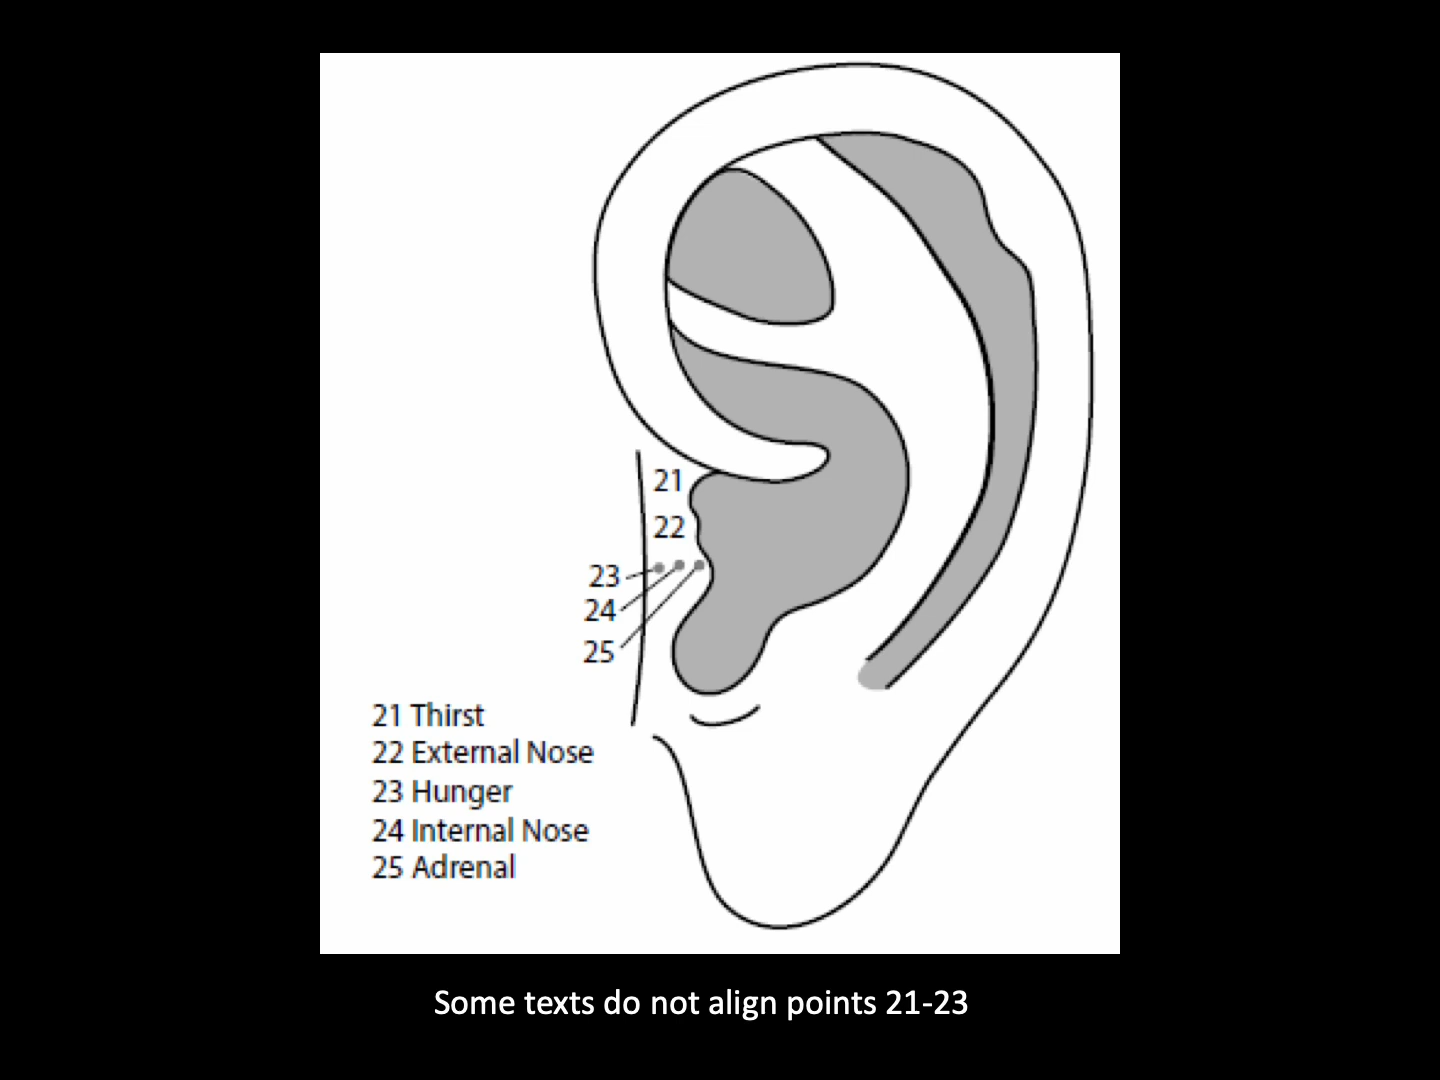 21
22
23
24
25
21 Thirst
22 External Nose
23 Hunger
24 Internal Nose
25 Adrenal
Some texts do not align points 21-23